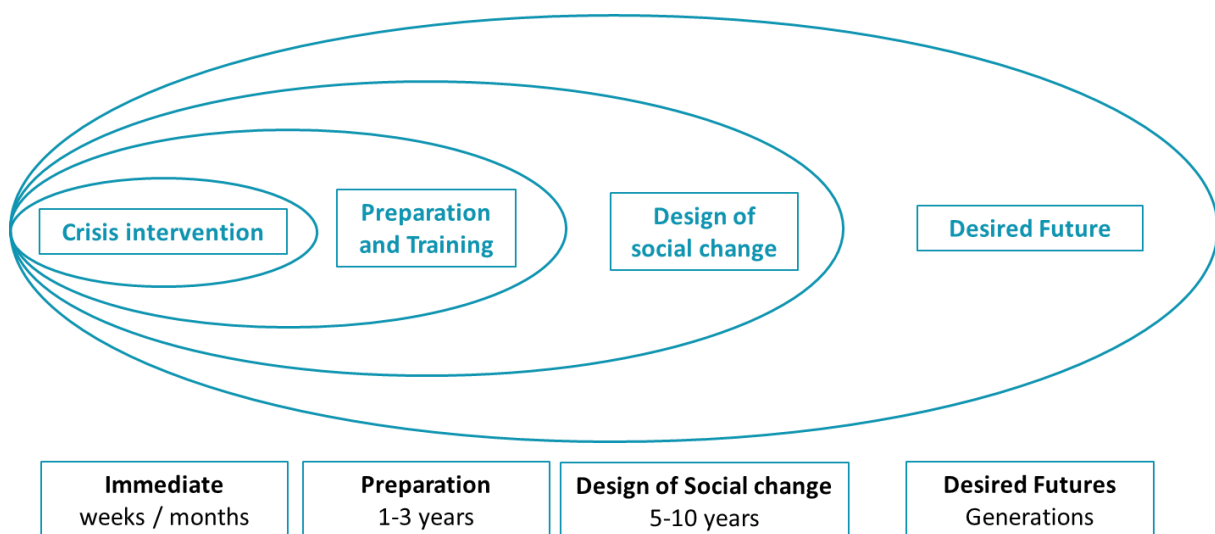 Crisis intervention
Preparation
and Training
Design of
social change
Desired Future
Immediate
weeks / months
Preparation
1-3 years
Design of Social change
5-10 years
Desired Futures
Generations